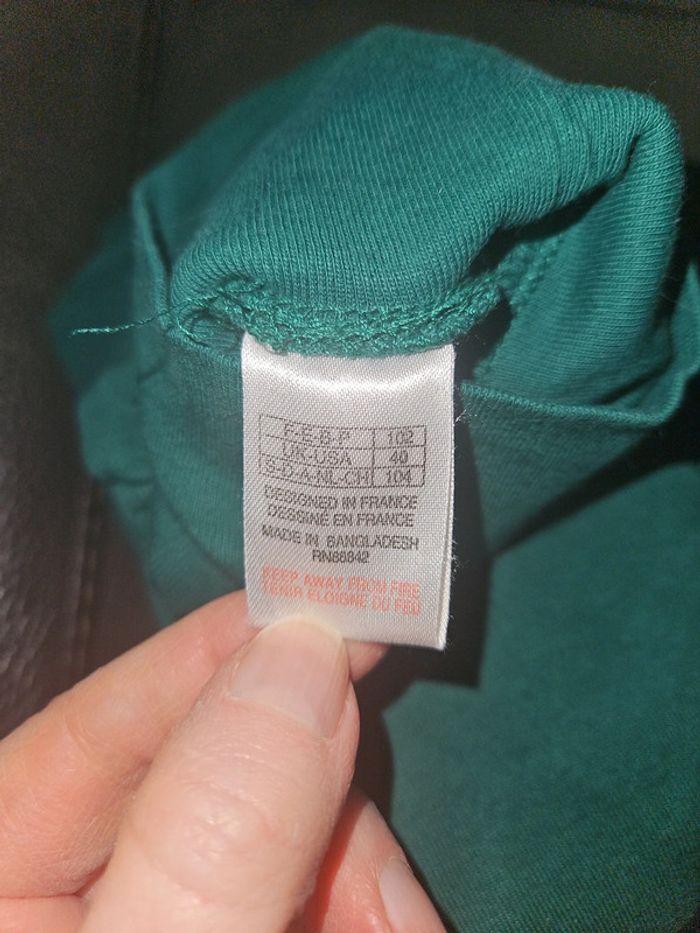 F-E-B-P 102
UK-USA 40
S-D-A-NL-CH 104
DESIGNED IN FRANCE
DESSINÉ EN FRANCE
MADE IN BANGLADESH
RN88842
KEEP AWAY FROM FIRE
TENIR ELOIGNE DU FEU